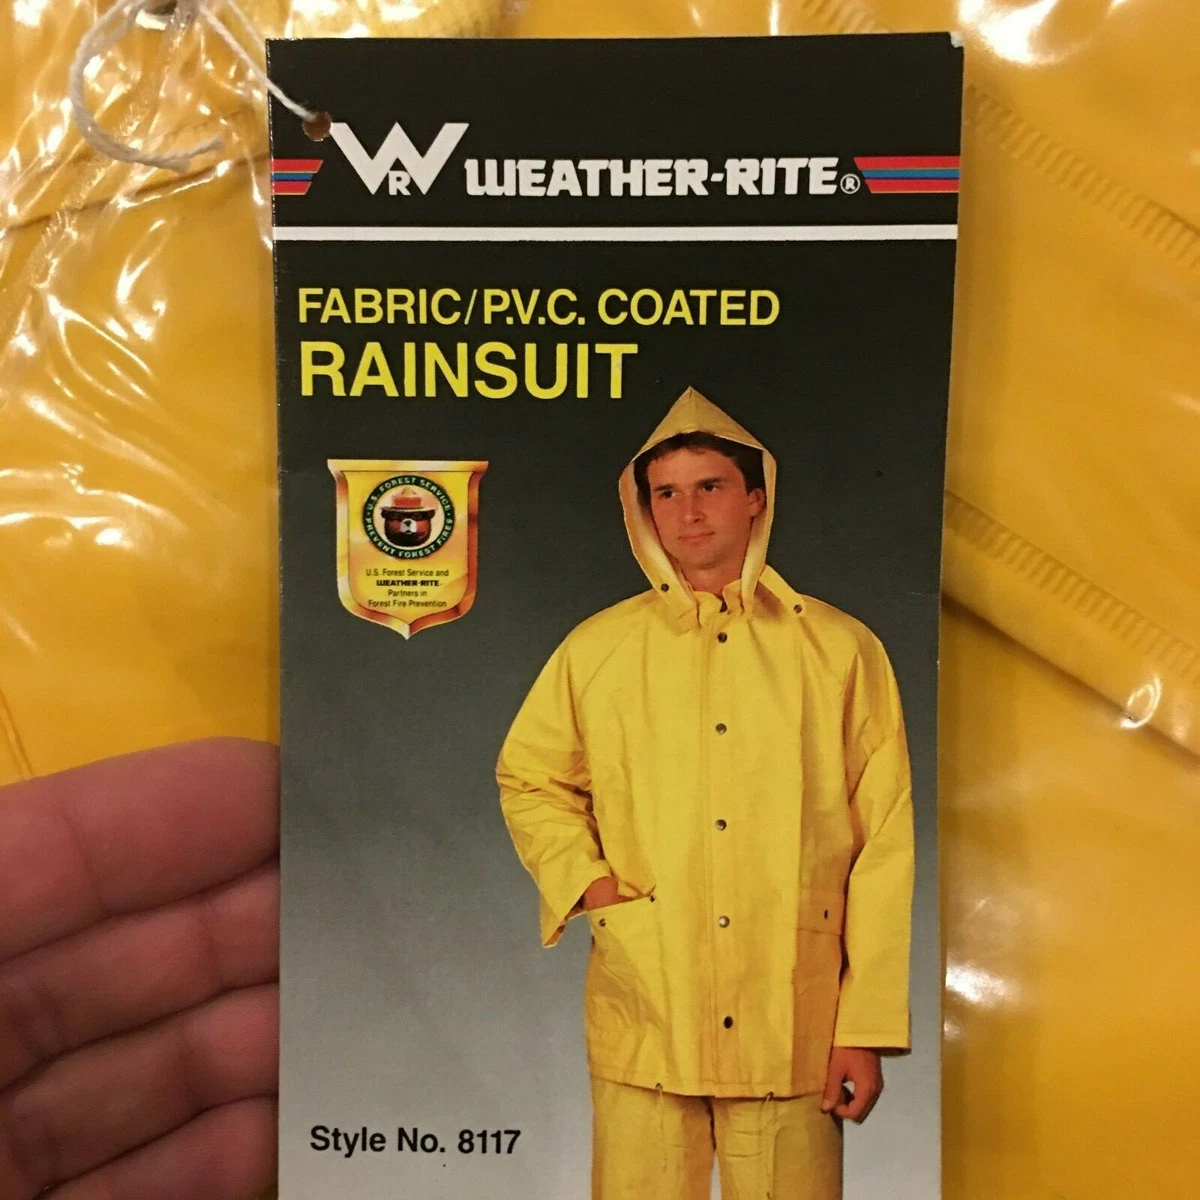 WR WEATHER-RITE®
FABRIC/P.V.C. COATED
RAINSUIT
U.S. FOREST SERVICE
PREVENT FOREST FIRES
U.S. Forest Service and
WEATHER-RITE
Partners in
Forest Fire Prevention
Style No. 8117